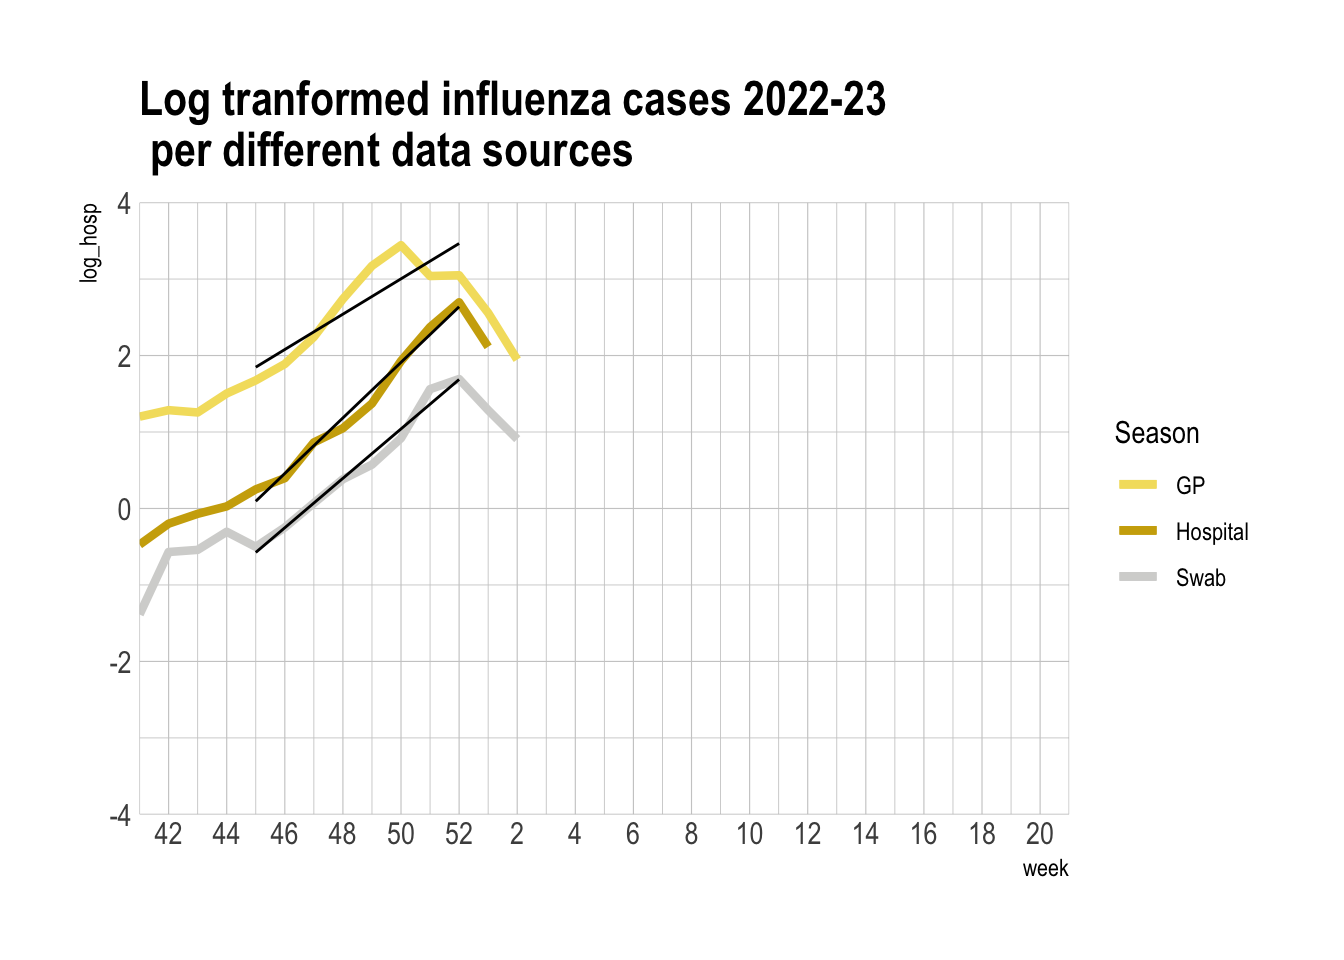 Log tranformed influenza cases 2022-23
per different data sources
log_hosp
4
2
0
-2
-4
42 44 46 48 50 52 2 4 6 8 10 12 14 16 18 20
week
Season
GP
Hospital
Swab